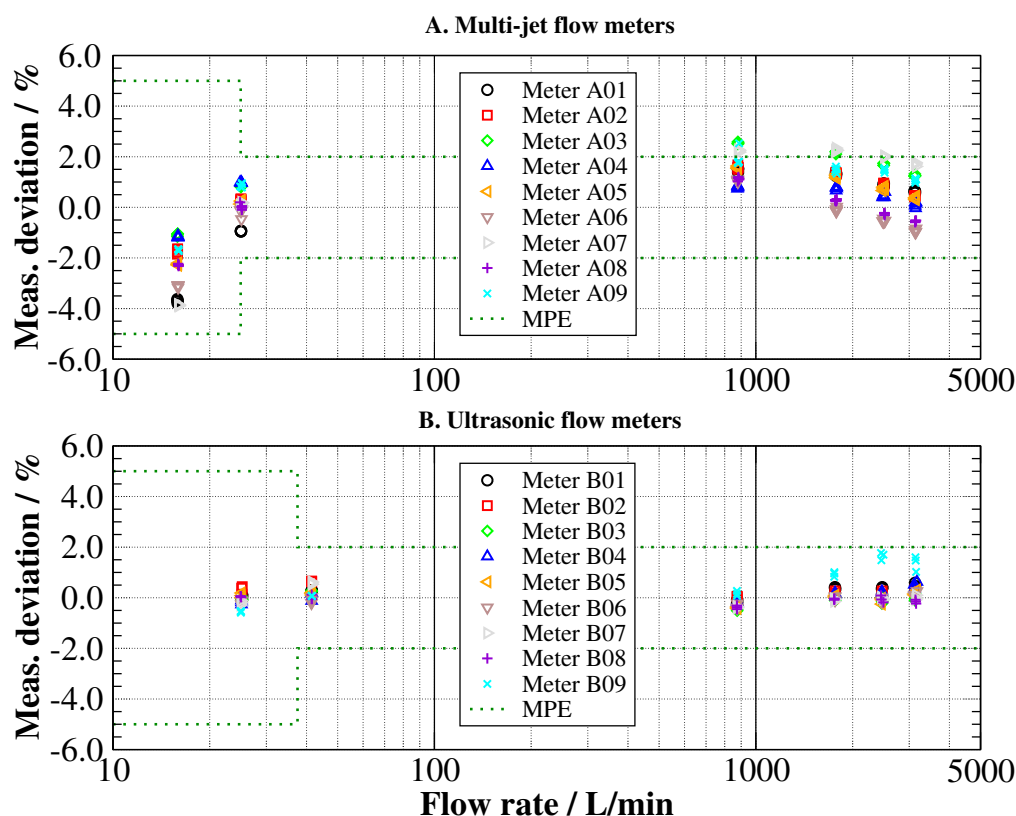 A. Multi-jet flow meters
6.0
4.0
2.0
0.0
-2.0
-4.0
-6.0
Meas. deviation / %
Meter A01
Meter A02
Meter A03
Meter A04
Meter A05
Meter A06
Meter A07
Meter A08
Meter A09
MPE
10 100 1000 5000
B. Ultrasonic flow meters
6.0
4.0
2.0
0.0
-2.0
-4.0
-6.0
Meas. deviation / %
Meter B01
Meter B02
Meter B03
Meter B04
Meter B05
Meter B06
Meter B07
Meter B08
Meter B09
MPE
10 100 1000 5000
Flow rate / L/min